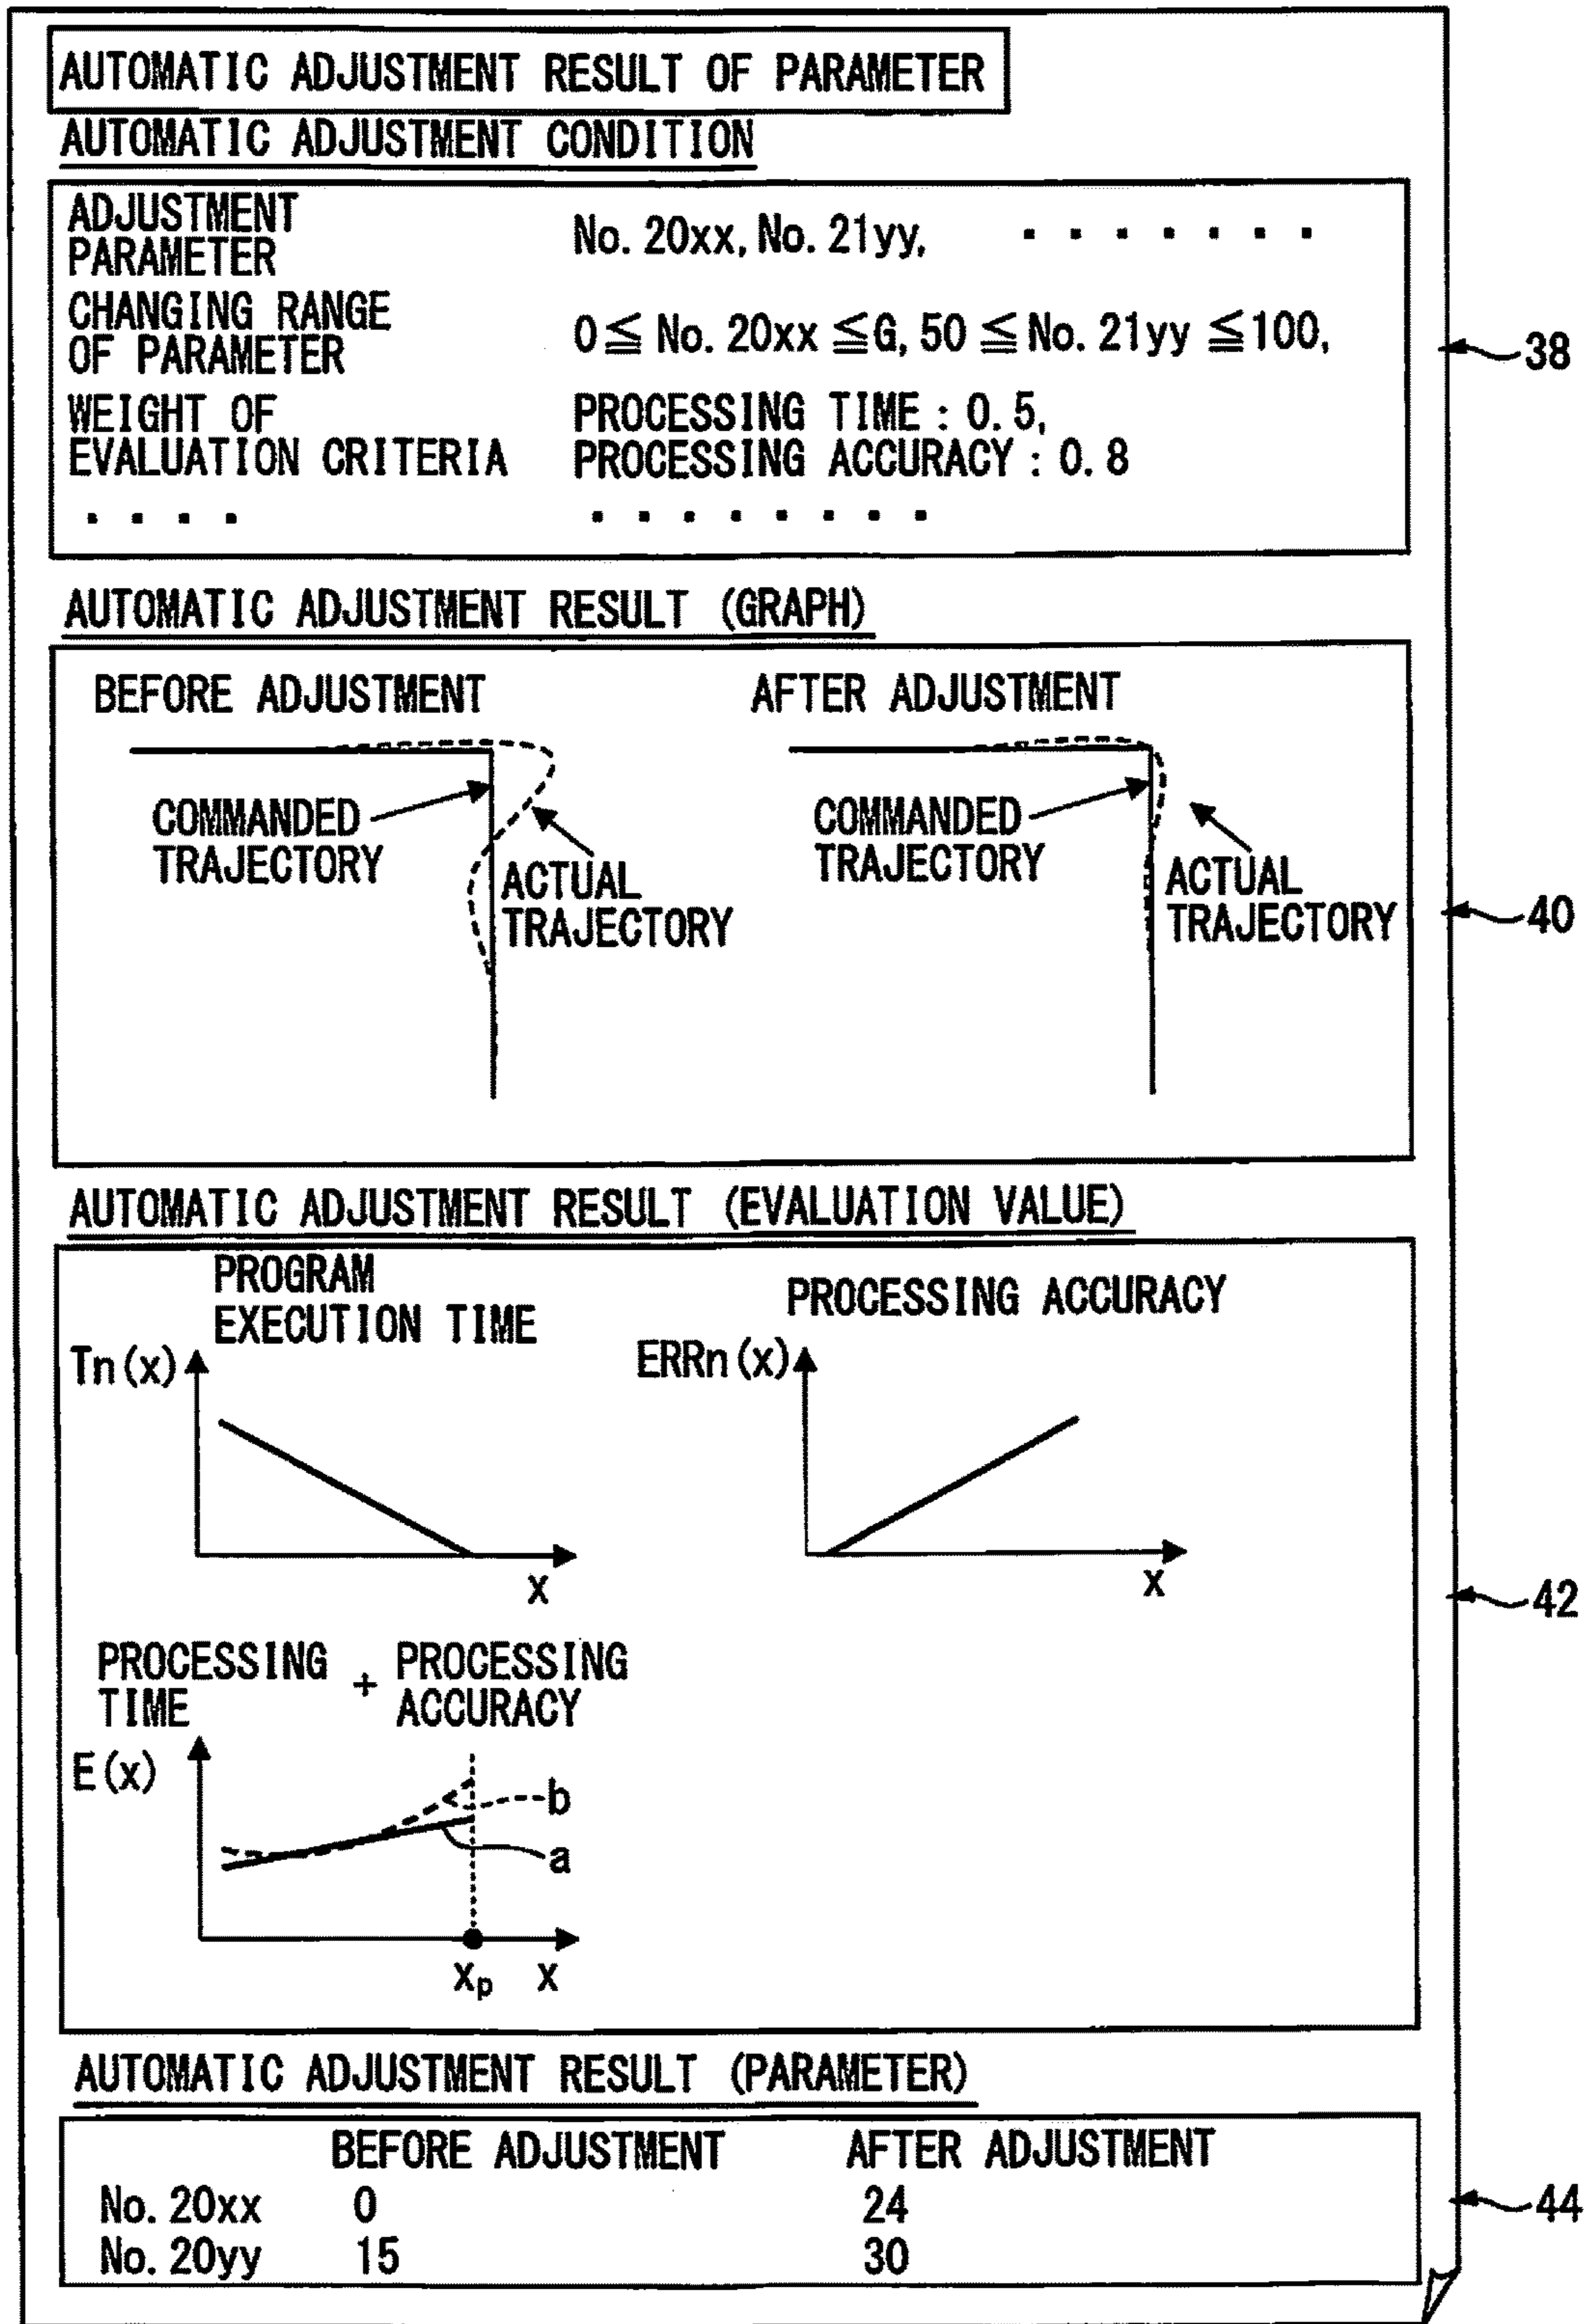 AUTOMATIC ADJUSTMENT RESULT OF PARAMETER
AUTOMATIC ADJUSTMENT CONDITION
ADJUSTMENT
PARAMETER
No. 20xx, No. 21yy, ・・・・・・・
CHANGING RANGE
OF PARAMETER
0≦ No. 20xx ≦G, 50 ≦No. 21yy ≦100,
38
WEIGHT OF
EVALUATION CRITERIA
PROCESSING TIME : 0.5,
PROCESSING ACCURACY : 0.8
・・・・ ・・・・・・・・
AUTOMATIC ADJUSTMENT RESULT (GRAPH)
BEFORE ADJUSTMENT
COMMANDED
TRAJECTORY
ACTUAL
TRAJECTORY
AFTER ADJUSTMENT
COMMANDED
TRAJECTORY
ACTUAL
TRAJECTORY
40
AUTOMATIC ADJUSTMENT RESULT (EVALUATION VALUE)
PROGRAM
EXECUTION TIME
Tn(x)
x
PROCESSING ACCURACY
ERRn(x)
x
42
PROCESSING
TIME
+
PROCESSING
ACCURACY
E(x)
b
a
xp x
AUTOMATIC ADJUSTMENT RESULT (PARAMETER)
BEFORE ADJUSTMENT AFTER ADJUSTMENT
No. 20xx 0 24
No. 20yy 15 30
44